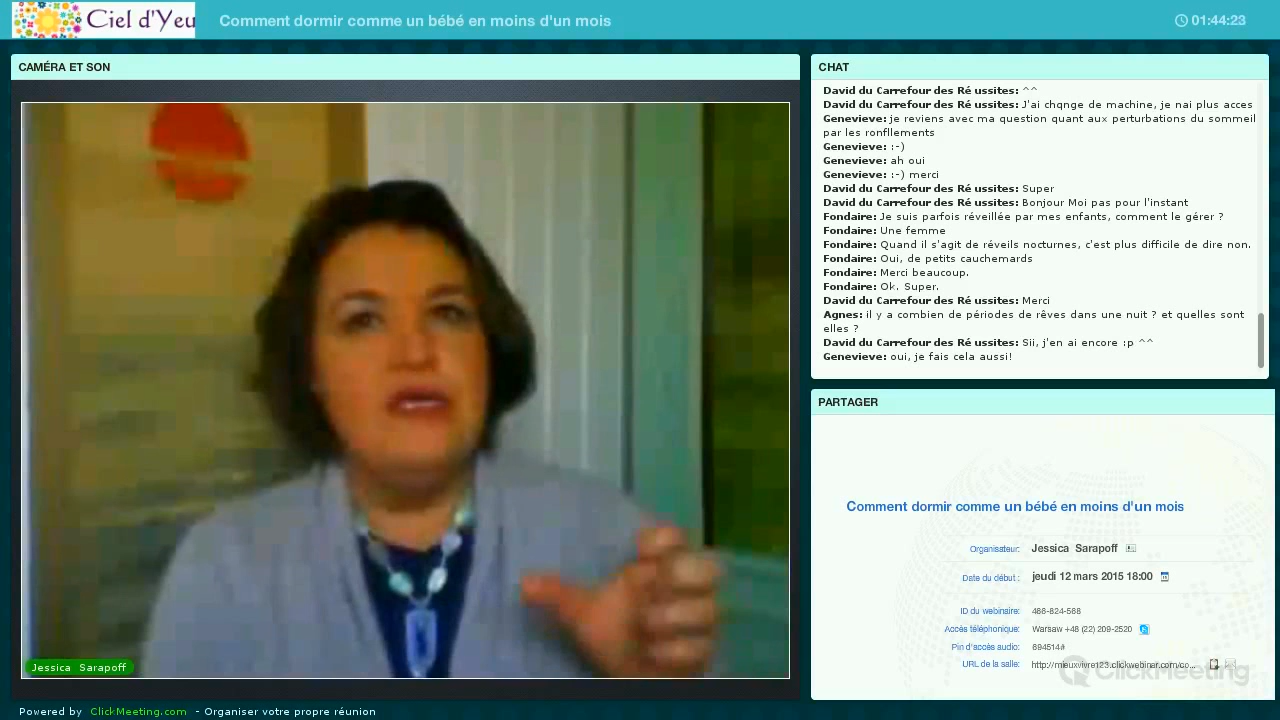 Ciel d'Yeu
Comment dormir comme un bébé en moins d'un mois
01:44:23
CAMÉRA ET SON
Jessica Sarapoff
CHAT
David du Carrefour des Ré ussites: ^^
David du Carrefour des Ré ussites: J'ai chqnge de machine, je nai plus acces
Genevieve: je reviens avec ma question quant aux perturbations du sommeil
par les ronfllements
Genevieve: :-)
Genevieve: ah oui
Genevieve: :-) merci
David du Carrefour des Ré ussites: Super
David du Carrefour des Ré ussites: Bonjour Moi pas pour l'instant
Fondaire: Je suis parfois réveillée par mes enfants, comment le gérer ?
Fondaire: Une femme
Fondaire: Quand il s'agit de réveils nocturnes, c'est plus difficile de dire non.
Fondaire: Oui, de petits cauchemards
Fondaire: Merci beaucoup.
Fondaire: Ok. Super.
David du Carrefour des Ré ussites: Merci
Agnes: il y a combien de périodes de rêves dans une nuit ? et quelles sont
elles ?
David du Carrefour des Ré ussites: Sii, j'en ai encore :p ^^
Genevieve: oui, je fais cela aussi!
PARTAGER
Comment dormir comme un bébé en moins d'un mois
Organisateur: Jessica Sarapoff
Date du début : jeudi 12 mars 2015 18:00
ID du webinaire: 486-824-568
Accès téléphonique: Warsaw +48 (22) 209-2520
Pin d'accès audio: 894514#
URL de la salle: http://mieuxvivre123.clickwebinar.com/co...
ClickMeeting
Powered by ClickMeeting.com - Organiser votre propre réunion